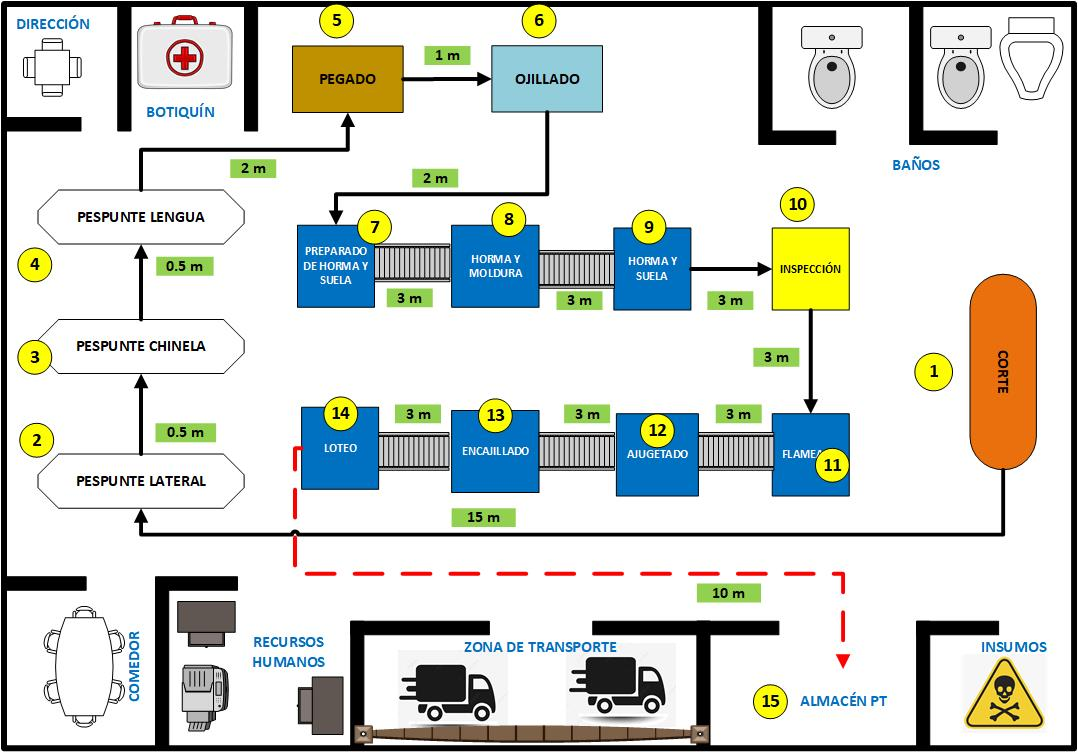 DIRECCIÓN
BOTIQUÍN
5
PEGADO
1 m
6
OJILLADO
BAÑOS
2 m
2 m
PESPUNTE LENGUA
4
0.5 m
PESPUNTE CHINELA
3
0.5 m
2
PESPUNTE LATERAL
7
PREPARADO
DE HORMA Y
SUELA
3 m
8
HORMA Y
MOLDURA
3 m
9
HORMA Y
SUELA
3 m
10
INSPECCIÓN
3 m
1
CORTE
14
LOTEO
3 m
13
ENCAJILLADO
3 m
12
AJUGETADO
3 m
11
15 m
10 m
COMEDOR
RECURSOS
HUMANOS
ZONA DE TRANSPORTE
15
ALMACÉN PT
INSUMOS